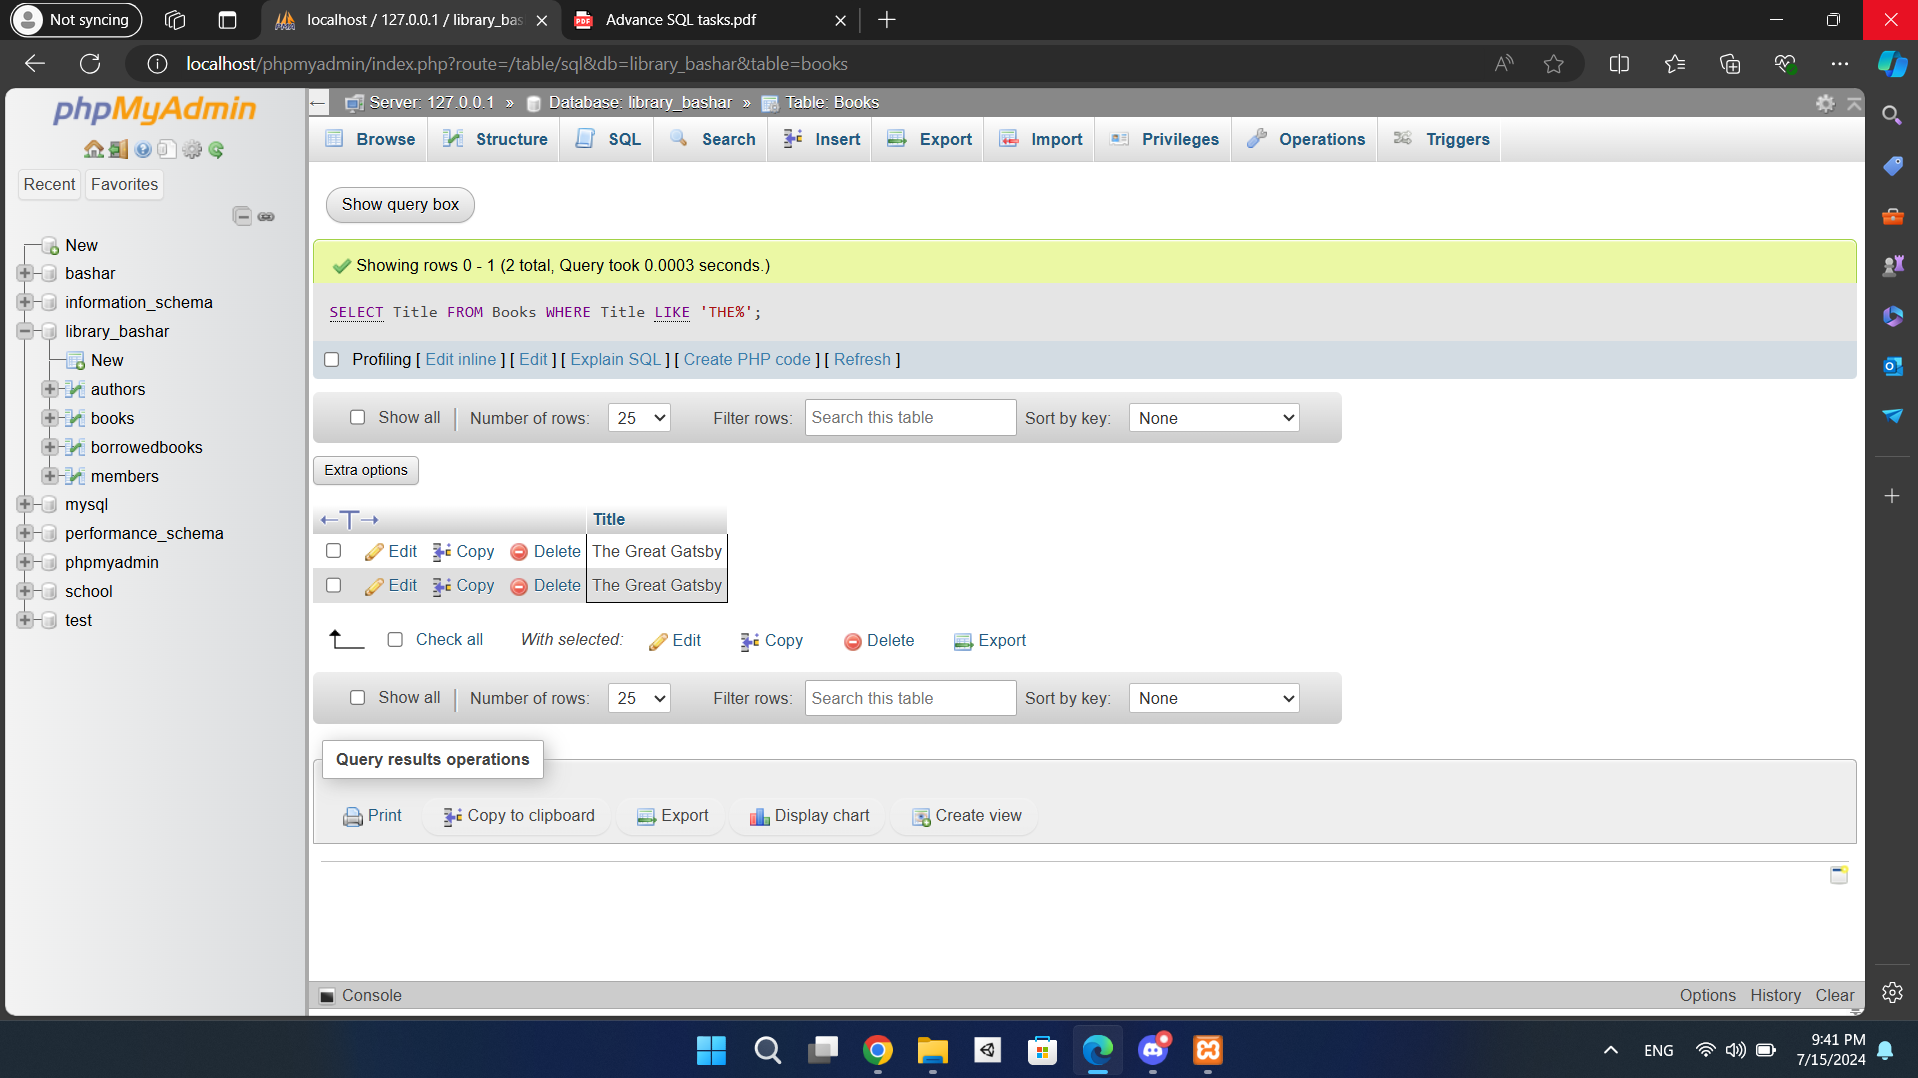 Not syncing
localhost / 127.0.0.1 / library_bas
PDF
Advance SQL tasks.pdf
localhost/phpmyadmin/index.php?route=/table/sql&db=library_bashar&table=books
phpMyAdmin
Recent
Favorites
New
bashar
information_schema
library_bashar
New
authors
books
borrowedbooks
members
mysql
performance_schema
phpmyadmin
school
test
Server: 127.0.0.1 » Database: library_bashar » Table: Books
Browse Structure SQL Search Insert Export Import Privileges Operations Triggers
Show query box
Showing rows 0 - 1 (2 total, Query took 0.0003 seconds.)
SELECT Title FROM Books WHERE Title LIKE 'THE%';
Profiling [ Edit inline ] [ Edit ] [ Explain SQL ] [ Create PHP code ] [ Refresh ]
Show all Number of rows: 25 Filter rows: Search this table Sort by key: None
Extra options
←T→ Title
Edit Copy Delete The Great Gatsby
Edit Copy Delete The Great Gatsby
Check all With selected: Edit Copy Delete Export
Show all Number of rows: 25 Filter rows: Search this table Sort by key: None
Query results operations
Print Copy to clipboard Export Display chart Create view
Console Options History Clear
ENG
9:41 PM
7/15/2024